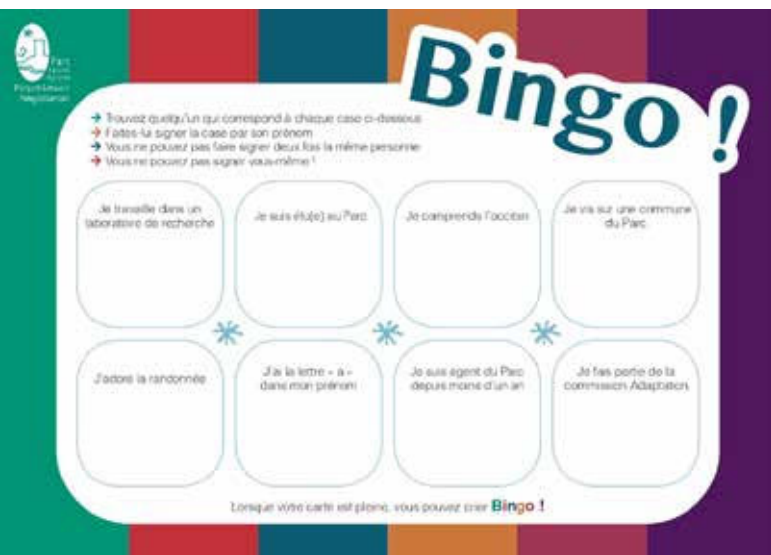 Parc
Bingo !
→ Trouvez quelqu'un qui correspond à chaque case ci-dessous
→ Faites-lui signer la case par son prénom
→ Vous ne pouvez pas faire signer deux fois la même personne
→ Vous ne pouvez pas signer vous-même !
Je travaille dans un
laboratoire de recherche
Je suis élu(e) au Parc
Je comprends l'occitan
Je vis sur une commune
du Parc
J'adore la randonnée
J'ai la lettre « a »
dans mon prénom
Je suis agent du Parc
depuis moins d'un an
Je fais partie de la
commission Adaptation
Lorsque votre carte est pleine, vous pouvez crier Bingo !